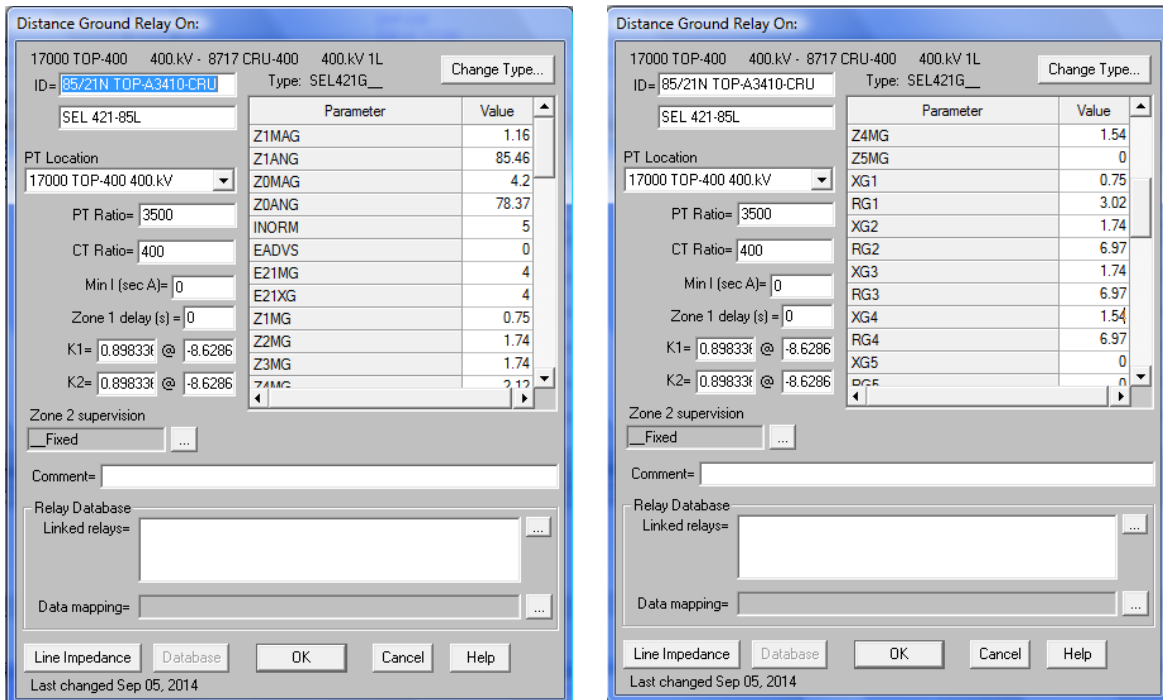 Distance Ground Relay On:
17000 TOP-400 400.kV - 8717 CRU-400 400.kV 1L
ID= 85/21N TOP-A3410-CRU
Type: SEL421G__
Change Type...
SEL 421-85L
PT Location
17000 TOP-400 400.kV
PT Ratio= 3500
CT Ratio= 400
Min I (sec A)= 0
Zone 1 delay (s) = 0
K1= 0.898336 @ -8.6286
K2= 0.898336 @ -8.6286
Parameter Value
Z1MAG 1.16
Z1ANG 85.46
Z0MAG 4.2
Z0ANG 78.37
INORM 5
EADVS 0
E21MG 4
E21XG 4
Z1MG 0.75
Z2MG 1.74
Z3MG 1.74
Z4MG 2.12
Zone 2 supervision
__Fixed ...
Comment=
Relay Database
Linked relays= ...
Data mapping= ...
Line Impedance Database OK Cancel Help
Last changed Sep 05, 2014
Distance Ground Relay On:
17000 TOP-400 400.kV - 8717 CRU-400 400.kV 1L
ID= 85/21N TOP-A3410-CRU
Type: SEL421G__
Change Type...
SEL 421-85L
PT Location
17000 TOP-400 400.kV
PT Ratio= 3500
CT Ratio= 400
Min I (sec A)= 0
Zone 1 delay (s) = 0
K1= 0.898336 @ -8.6286
K2= 0.898336 @ -8.6286
Parameter Value
Z4MG 1.54
Z5MG 0
XG1 0.75
RG1 3.02
XG2 1.74
RG2 6.97
XG3 1.74
RG3 6.97
XG4 1.54
RG4 6.97
XG5 0
RG5 0
Zone 2 supervision
__Fixed ...
Comment=
Relay Database
Linked relays= ...
Data mapping= ...
Line Impedance Database OK Cancel Help
Last changed Sep 05, 2014